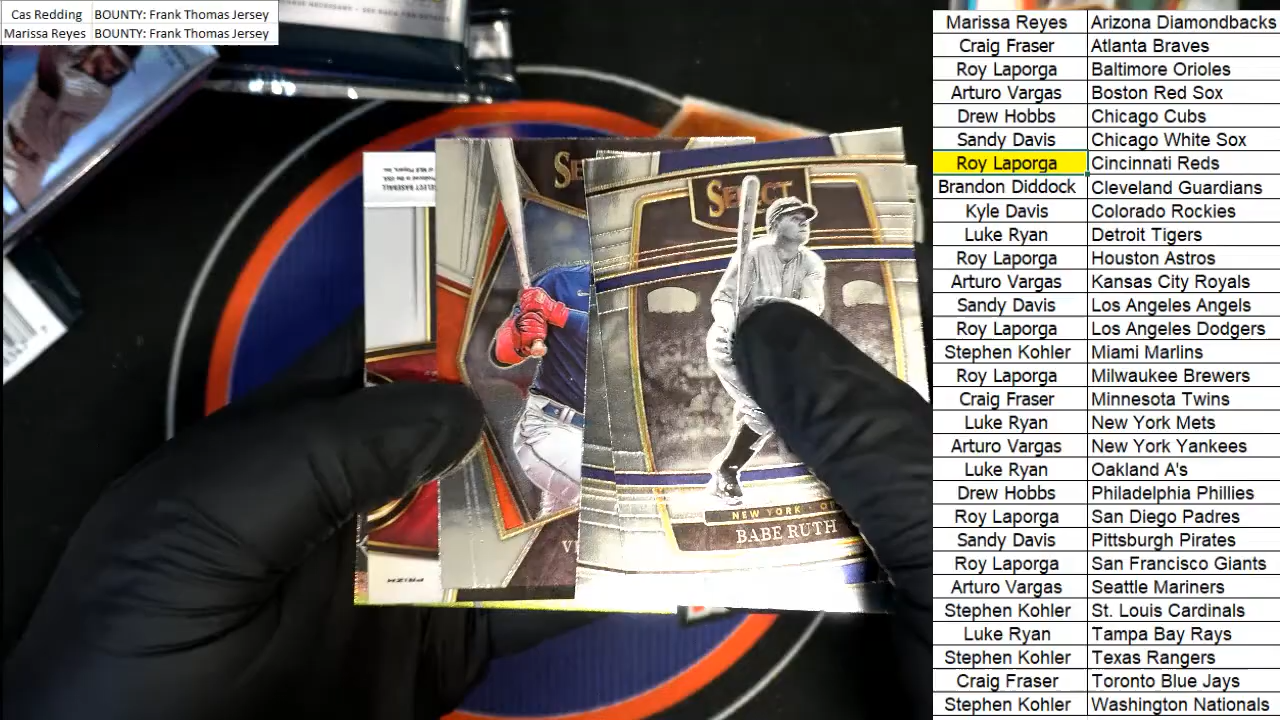 Cas Redding BOUNTY: Frank Thomas Jersey
Marissa Reyes BOUNTY: Frank Thomas Jersey
SELECT
NEW YORK
BABE RUTH
PRIZM
SELECT BASEBALL
Marissa Reyes Arizona Diamondbacks
Craig Fraser Atlanta Braves
Roy Laporga Baltimore Orioles
Arturo Vargas Boston Red Sox
Drew Hobbs Chicago Cubs
Sandy Davis Chicago White Sox
Roy Laporga Cincinnati Reds
Brandon Diddock Cleveland Guardians
Kyle Davis Colorado Rockies
Luke Ryan Detroit Tigers
Roy Laporga Houston Astros
Arturo Vargas Kansas City Royals
Sandy Davis Los Angeles Angels
Roy Laporga Los Angeles Dodgers
Stephen Kohler Miami Marlins
Roy Laporga Milwaukee Brewers
Craig Fraser Minnesota Twins
Luke Ryan New York Mets
Arturo Vargas New York Yankees
Luke Ryan Oakland A's
Drew Hobbs Philadelphia Phillies
Roy Laporga San Diego Padres
Sandy Davis Pittsburgh Pirates
Roy Laporga San Francisco Giants
Arturo Vargas Seattle Mariners
Stephen Kohler St. Louis Cardinals
Luke Ryan Tampa Bay Rays
Stephen Kohler Texas Rangers
Craig Fraser Toronto Blue Jays
Stephen Kohler Washington Nationals